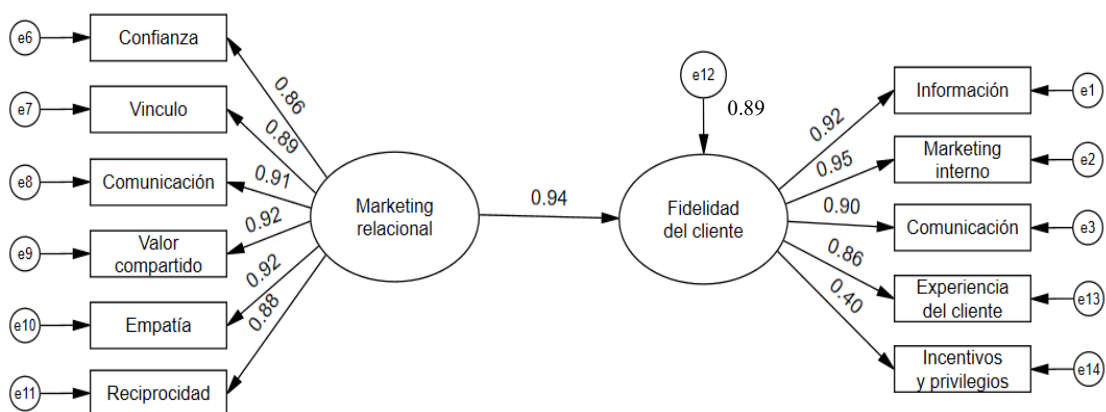 e6
Confianza
0.86
e7
Vinculo
0.89
e8
Comunicación
0.91
e9
Valor
compartido
0.92
e10
Empatía
0.92
e11
Reciprocidad
0.88
Marketing
relacional
0.94
e12
0.89
Fidelidad
del cliente
0.92
Información
e1
0.95
Marketing
interno
e2
0.90
Comunicación
e3
0.86
Experiencia
del cliente
e13
0.40
Incentivos
y privilegios
e14